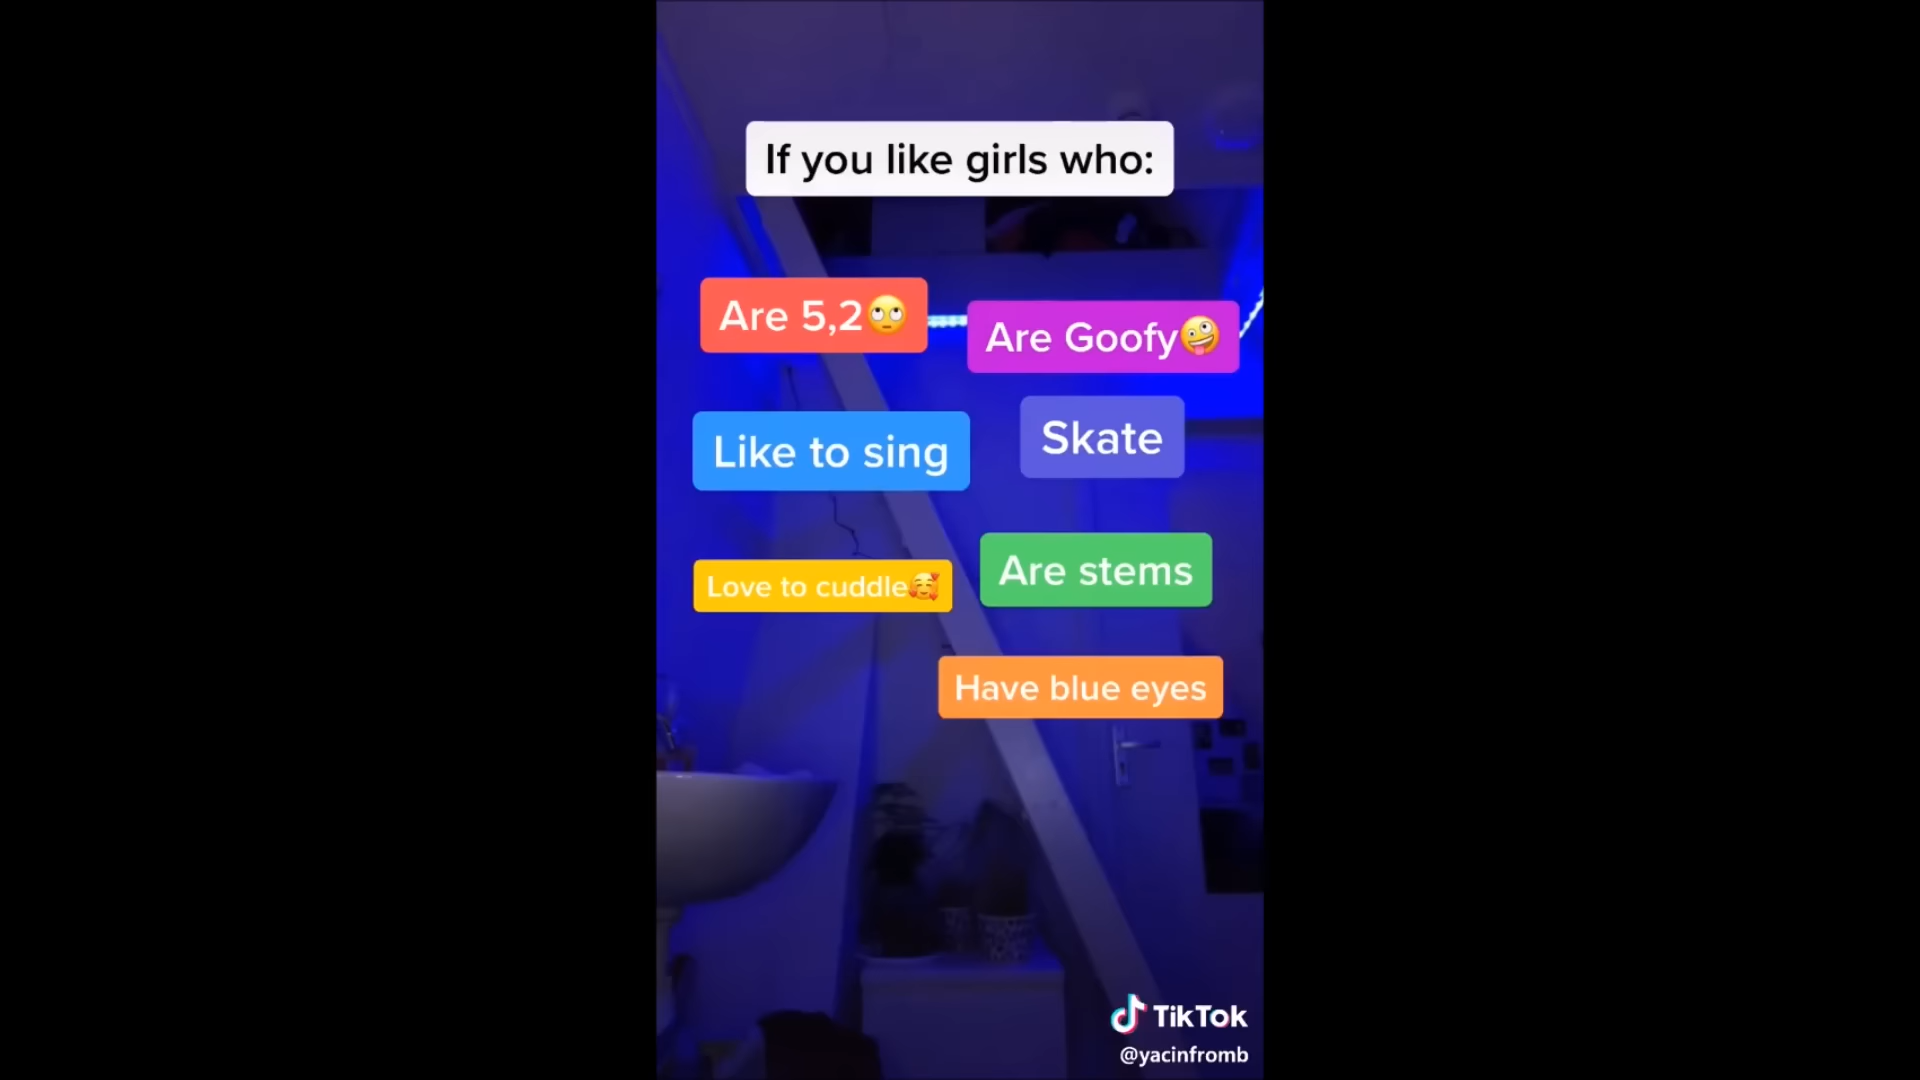 If you like girls who:
Are 5,2🙄
Are Goofy🤪
Like to sing
Skate
Love to cuddle🥰
Are stems
Have blue eyes
TikTok
@yacinfromb